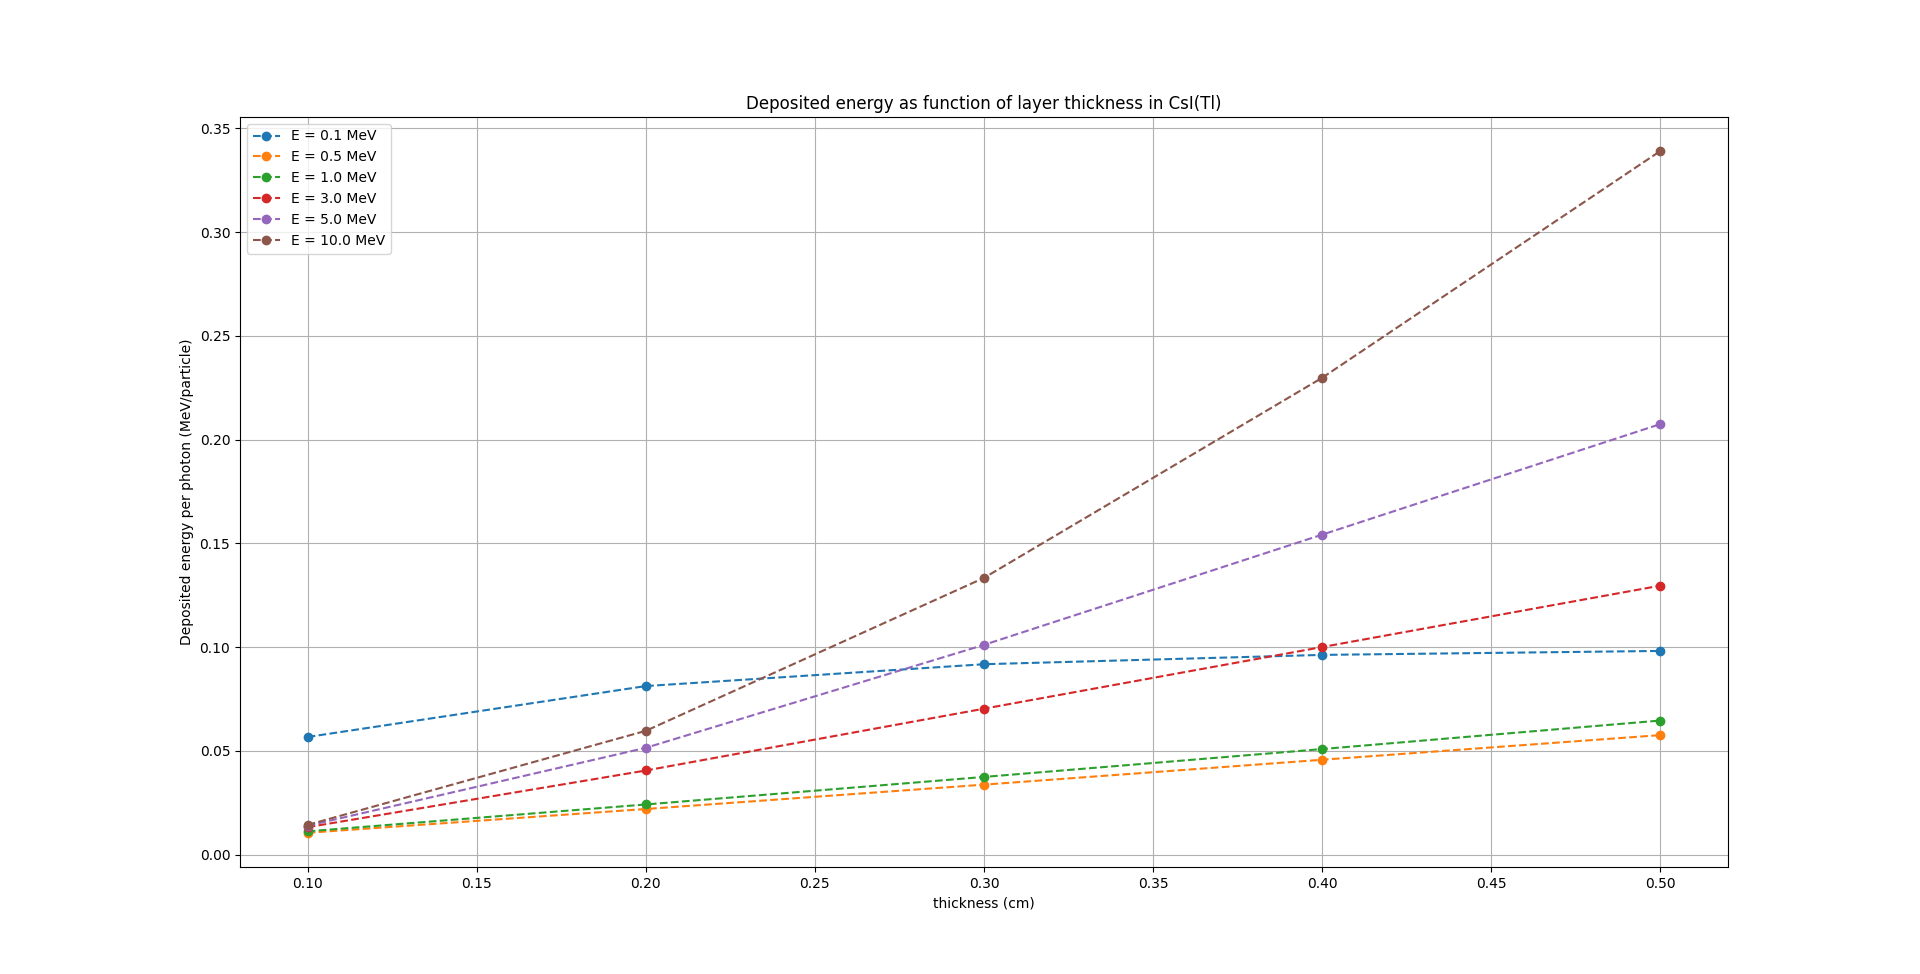 Deposited energy as function of layer thickness in CsI(Tl)
E = 0.1 MeV
E = 0.5 MeV
E = 1.0 MeV
E = 3.0 MeV
E = 5.0 MeV
E = 10.0 MeV
Deposited energy per photon (MeV/particle)
0.35
0.30
0.25
0.20
0.15
0.10
0.05
0.00
0.10 0.15 0.20 0.25 0.30 0.35 0.40 0.45 0.50
thickness (cm)